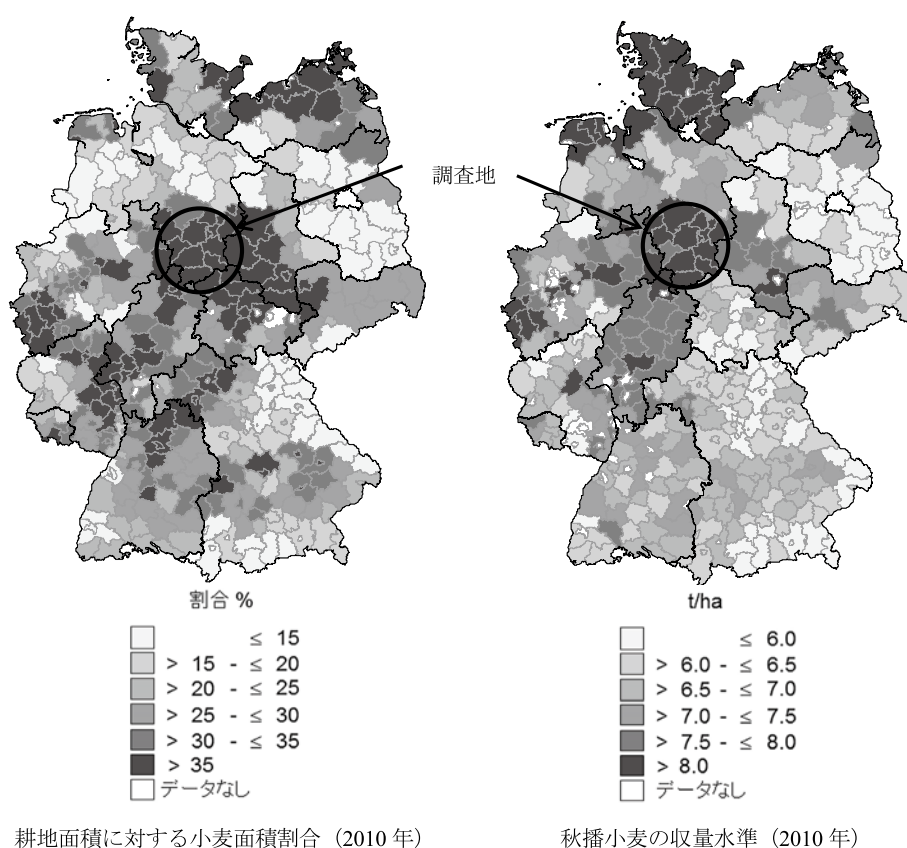 調査地
割合 %
≤ 15
> 15 - ≤ 20
> 20 - ≤ 25
> 25 - ≤ 30
> 30 - ≤ 35
> 35
データなし
耕地面積に対する小麦面積割合（2010 年）
t/ha
≤ 6.0
> 6.0 - ≤ 6.5
> 6.5 - ≤ 7.0
> 7.0 - ≤ 7.5
> 7.5 - ≤ 8.0
> 8.0
データなし
秋播小麦の収量水準（2010 年）